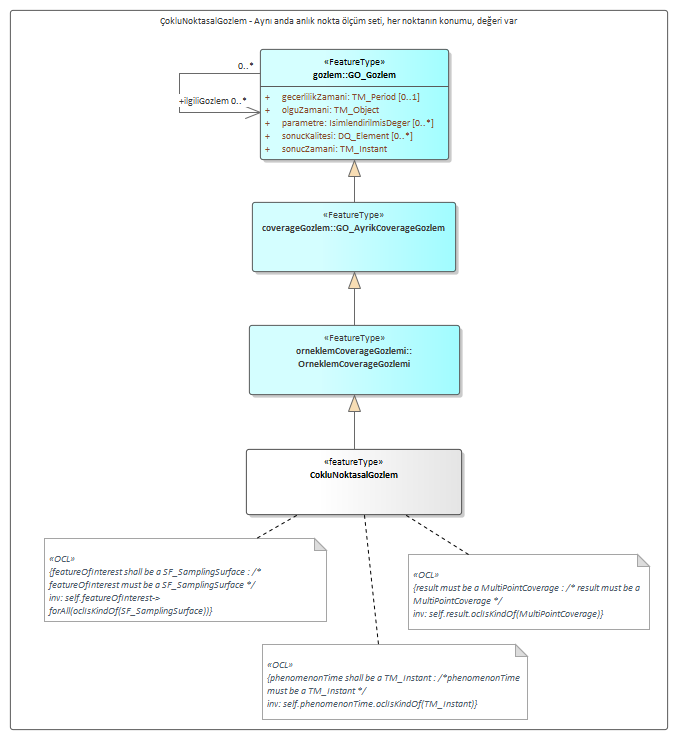 ÇokluNoktasalGozlem - Aynı anda anlık nokta ölçüm seti, her noktanın konumu, değeri var
«FeatureType»
gozlem::GO_Gozlem
+ gecerlilikZamani: TM_Period [0..1]
+ olguZamani: TM_Object
+ parametre: IsimlendirilmisDeger [0..*]
+ sonucKalitesi: DQ_Element [0..*]
+ sonucZamani: TM_Instant
0..*
+ilgiliGozlem 0..*
«FeatureType»
coverageGozlem::GO_AyrikCoverageGozlem
«FeatureType»
orneklemCoverageGozlemi::
OrneklemCoverageGozlemi
«featureType»
CokluNoktasalGozlem
«OCL»
{featureOfInterest shall be a SF_SamplingSurface : /*
featureOfInterest must be a SF_SamplingSurface */
inv: self.featureOfInterest->
forAll(oclIsKindOf(SF_SamplingSurface))}
«OCL»
{result must be a MultiPointCoverage : /* result must be a
MultiPointCoverage */
inv: self.result.oclIsKindOf(MultiPointCoverage)}
«OCL»
{phenomenonTime shall be a TM_Instant : /*phenomenonTime
must be a TM_Instant */
inv: self.phenomenonTime.oclIsKindOf(TM_Instant)}